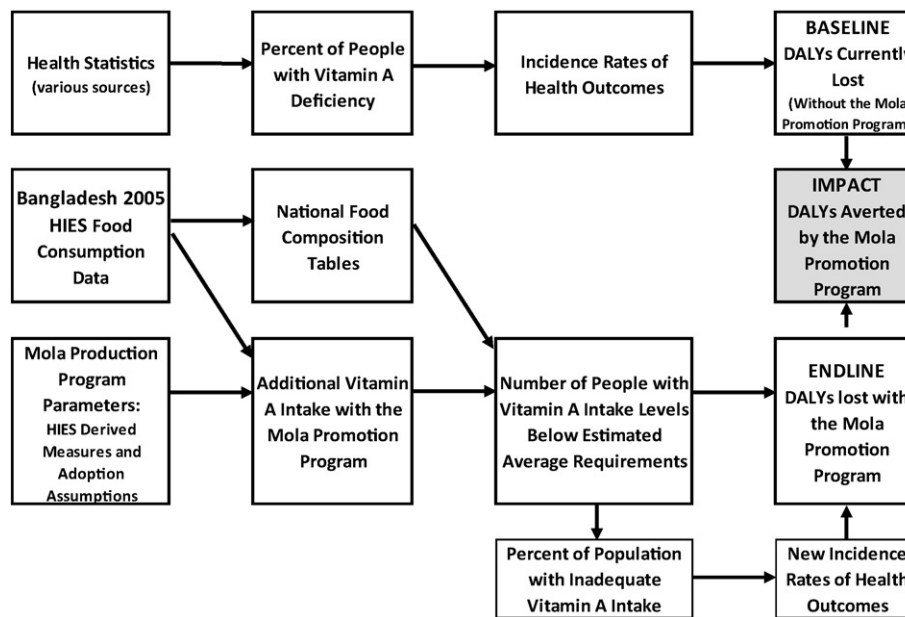 Health Statistics
(various sources)
Percent of People
with Vitamin A
Deficiency
Incidence Rates of
Health Outcomes
BASELINE
DALYs Currently
Lost
(Without the Mola
Promotion Program
Bangladesh 2005
HIES Food
Consumption
Data
National Food
Composition
Tables
IMPACT
DALYs Averted
by the Mola
Promotion
Program
Mola Production
Program
Parameters:
HIES Derived
Measures and
Adoption
Assumptions
Additional Vitamin
A Intake with the
Mola Promotion
Program
Number of People with
Vitamin A Intake Levels
Below Estimated
Average Requirements
ENDLINE
DALYs lost with
the Mola
Promotion
Program
Percent of Population
with Inadequate
Vitamin A Intake
New Incidence
Rates of Health
Outcomes